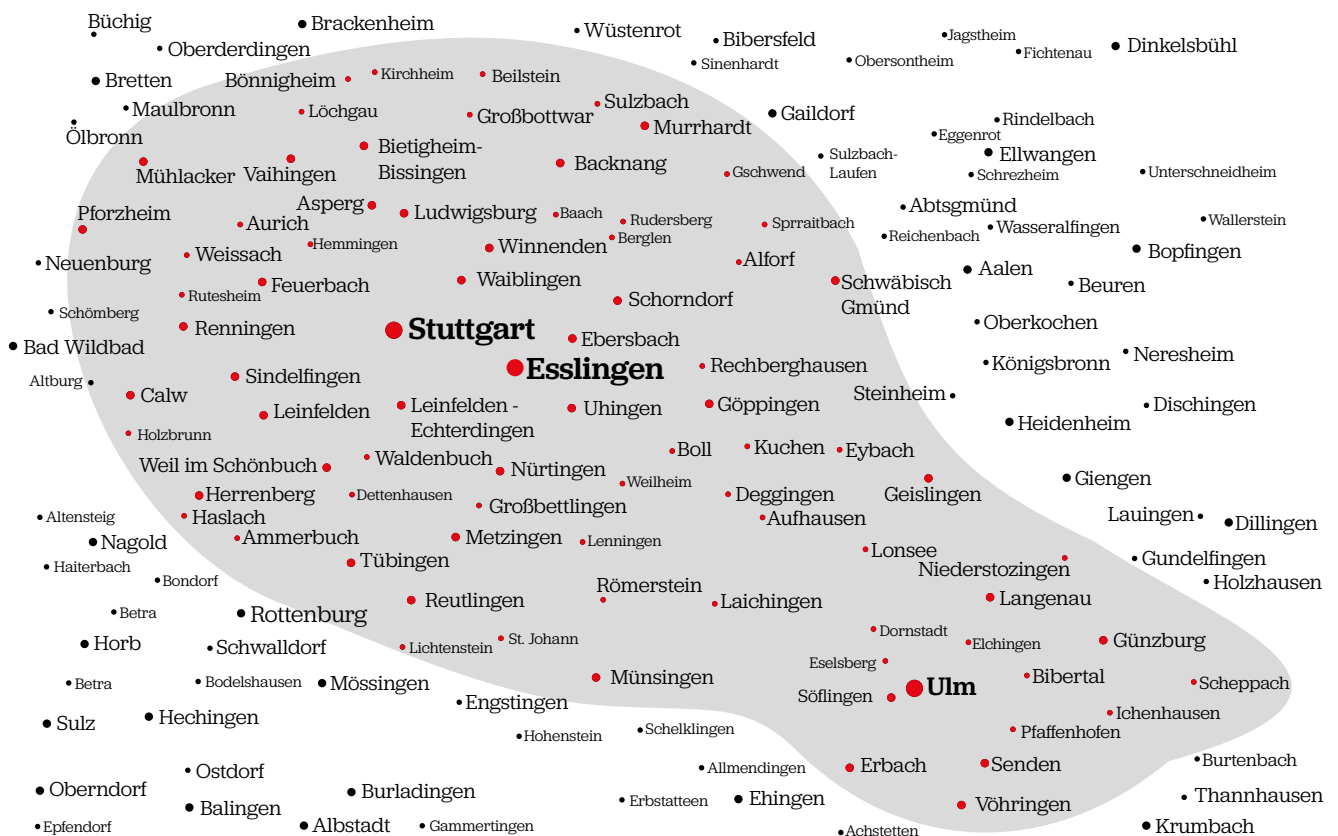 Büchig
Brackenheim
Wüstenrot
Bibersfeld
Jagstheim
Dinkelsbühl
Oberderdingen
Fichtenau
Sinenhardt
Obersontheim
Bretten
Bönnigheim
Kirchheim
Beilstein
Maulbronn
Löchgau
Großbottwar
Sulzbach
Gaildorf
Rindelbach
Ölbronn
Murrhardt
Eggenrot
Bietigheim-
Bissingen
Ellwangen
Sulzbach-
Laufen
Mühlacker
Vaihingen
Backnang
Gschwend
Schrezheim
Unterschneidheim
Pforzheim
Asperg
Ludwigsburg
Baach
Rudersberg
Sprraitbach
Abtsgmünd
Wallerstein
Aurich
Hemmingen
Winnenden
Berglen
Reichenbach
Wasseralfingen
Bopfingen
Neuenburg
Weissach
Alforf
Aalen
Feuerbach
Waiblingen
Schwäbisch
Gmünd
Beuren
Rutesheim
Schorndorf
Schömberg
Renningen
Stuttgart
Ebersbach
Oberkochen
Bad Wildbad
Esslingen
Rechberghausen
Königsbronn
Neresheim
Altburg
Sindelfingen
Calw
Steinheim
Leinfelden
Leinfelden -
Echterdingen
Uhingen
Göppingen
Dischingen
Heidenheim
Holzbrunn
Boll
Kuchen
Eybach
Weil im Schönbuch
Waldenbuch
Nürtingen
Weilheim
Giengen
Herrenberg
Dettenhausen
Großbettlingen
Deggingen
Geislingen
Altensteig
Haslach
Aufhausen
Lauingen
Dillingen
Nagold
Ammerbuch
Metzingen
Lenningen
Lonsee
Gundelfingen
Haiterbach
Tübingen
Niederstozingen
Bondorf
Holzhausen
Römerstein
Betra
Rottenburg
Reutlingen
Laichingen
Langenau
Horb
Schwalldorf
Lichtenstein
St. Johann
Dornstadt
Elchingen
Günzburg
Eselsberg
Betra
Bodelshausen
Mössingen
Münsingen
Söflingen
Ulm
Bibertal
Scheppach
Engstingen
Ichenhausen
Sulz
Hechingen
Hohenstein
Schelklingen
Pfaffenhofen
Ostdorf
Allmendingen
Erbach
Senden
Burtenbach
Oberndorf
Burladingen
Erbstatteen
Ehingen
Vöhringen
Thannhausen
Balingen
Epfendorf
Albstadt
Gammertingen
Achstetten
Krumbach